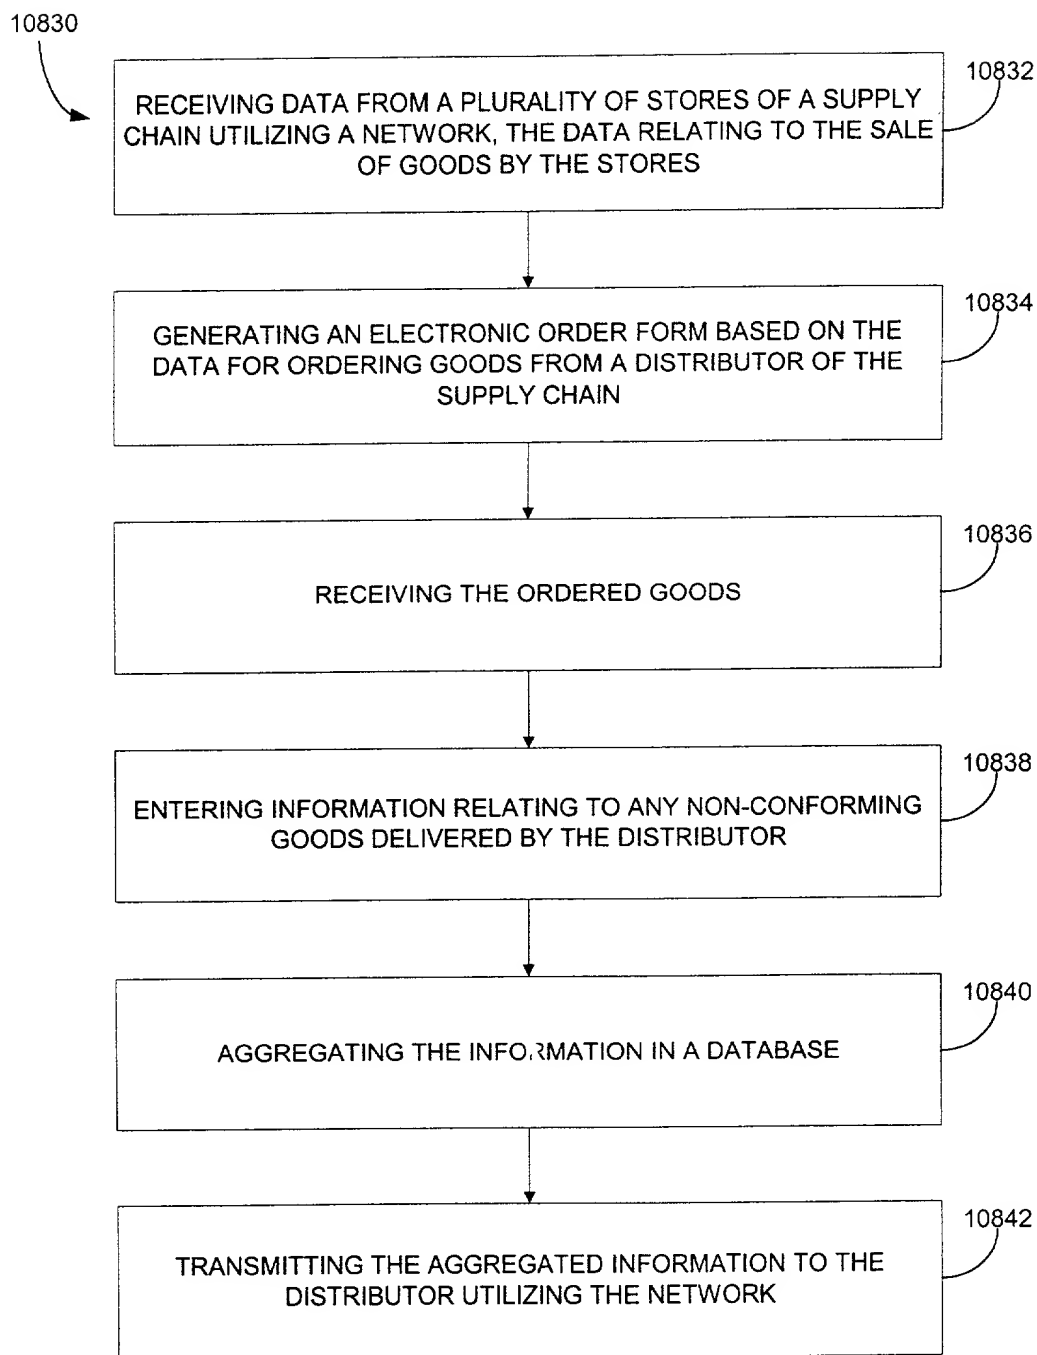 10830
10832
RECEIVING DATA FROM A PLURALITY OF STORES OF A SUPPLY
CHAIN UTILIZING A NETWORK, THE DATA RELATING TO THE SALE
OF GOODS BY THE STORES
10834
GENERATING AN ELECTRONIC ORDER FORM BASED ON THE
DATA FOR ORDERING GOODS FROM A DISTRIBUTOR OF THE
SUPPLY CHAIN
10836
RECEIVING THE ORDERED GOODS
10838
ENTERING INFORMATION RELATING TO ANY NON-CONFORMING
GOODS DELIVERED BY THE DISTRIBUTOR
10840
AGGREGATING THE INFORMATION IN A DATABASE
10842
TRANSMITTING THE AGGREGATED INFORMATION TO THE
DISTRIBUTOR UTILIZING THE NETWORK